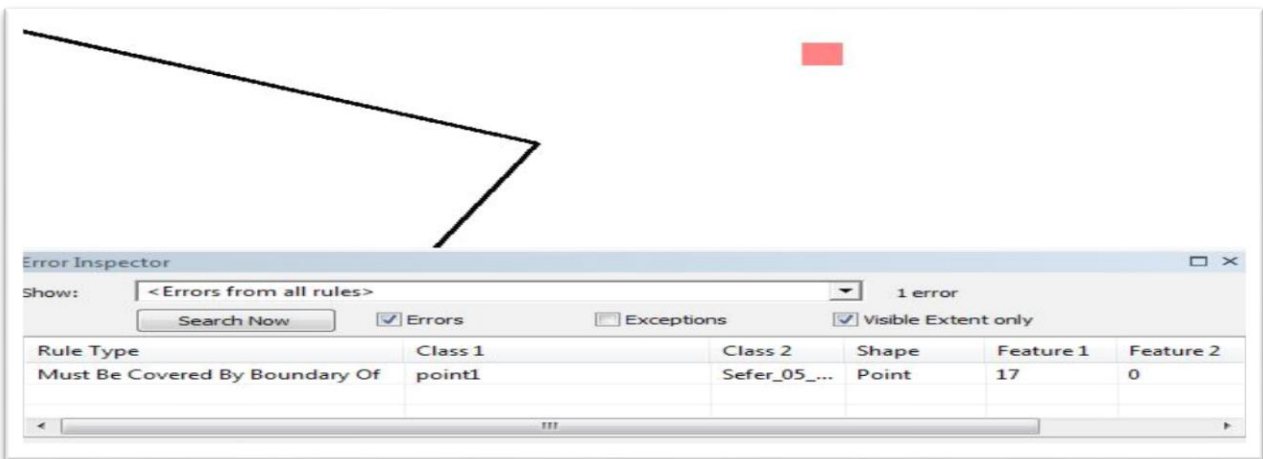 Error Inspector
Show: <Errors from all rules> 1 error
Search Now Errors Exceptions Visible Extent only
Rule Type Class 1 Class 2 Shape Feature 1 Feature 2
Must Be Covered By Boundary Of point1 Sefer_05_... Point 17 0